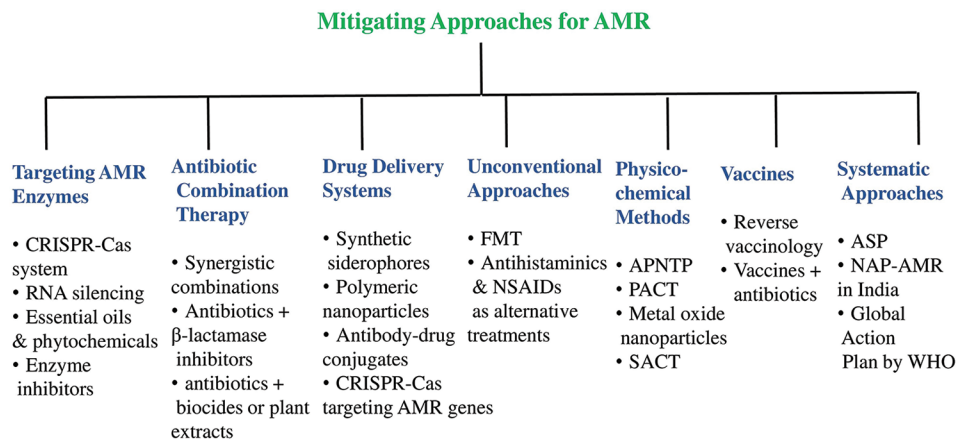 Mitigating Approaches for AMR
Targeting AMR
Enzymes
• CRISPR-Cas
system
• RNA silencing
• Essential oils
& phytochemicals
• Enzyme
inhibitors
Antibiotic
Combination
Therapy
• Synergistic
combinations
• Antibiotics +
β-lactamase
inhibitors
• antibiotics +
biocides or plant
extracts
Drug Delivery
Systems
• Synthetic
siderophores
• Polymeric
nanoparticles
• Antibody-drug
conjugates
• CRISPR-Cas
targeting AMR genes
Unconventional
Approaches
• FMT
• Antihistaminics
& NSAIDs
as alternative
treatments
Physico-
chemical
Methods
• APNTP
• PACT
• Metal oxide
nanoparticles
• SACT
Vaccines
• Reverse
vaccinology
• Vaccines +
antibiotics
Systematic
Approaches
• ASP
• NAP-AMR
in India
• Global
Action
Plan by WHO